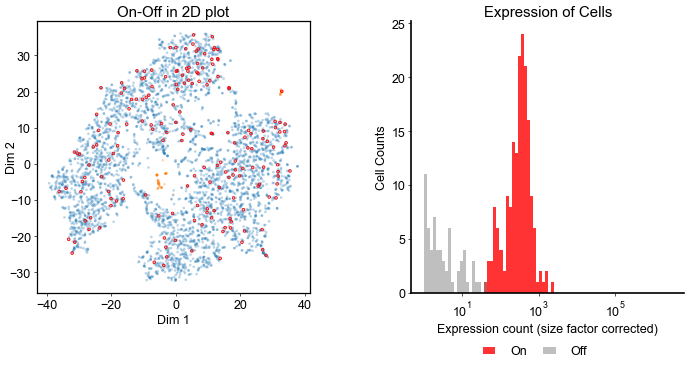 On-Off in 2D plot
Dim 2
30
20
10
0
−10
−20
−30
−40
−20
0
20
40
Dim 1
Expression of Cells
Cell Counts
25
20
15
10
5
0
10^1
10^3
10^5
Expression count (size factor corrected)
On
Off